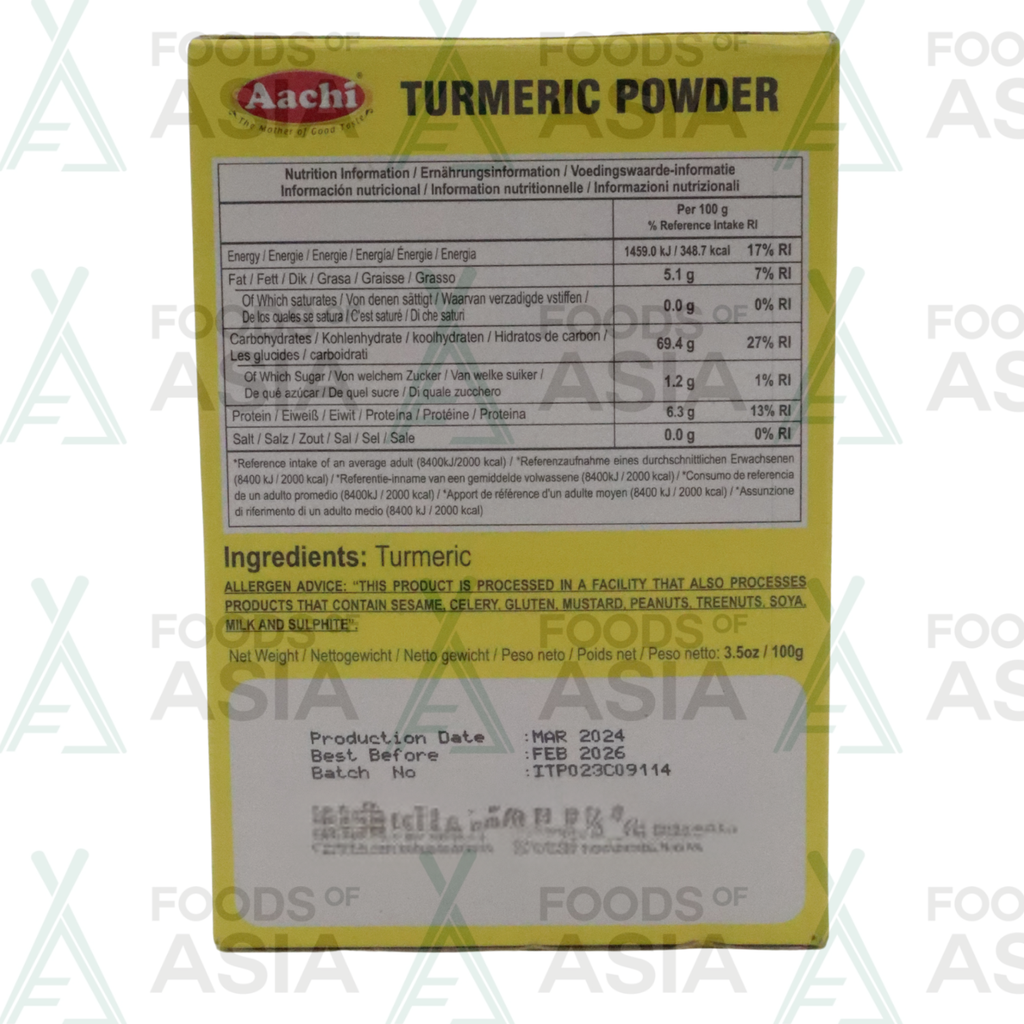 Aachi
The Mother of Good Taste
TURMERIC POWDER
Nutrition Information / Ernährungsinformation / Voedingswaarde-informatie
Información nutricional / Information nutritionnelle / Informazioni nutrizionali
Per 100 g
% Reference Intake RI
Energy / Energie / Energie / Energía/ Énergie / Energia 1459.0 kJ / 348.7 kcal 17% RI
Fat / Fett / Dik / Grasa / Graisse / Grasso 5.1 g 7% RI
Of Which saturates / Von denen sättigt / Waarvan verzadigde vstiffen /
De los cuales se satura / C'est saturé / Di che saturi 0.0 g 0% RI
Carbohydrates / Kohlenhydrate / koolhydraten / Hidratos de carbon /
Les glucides / carboidrati 69.4 g 27% RI
Of Which Sugar / Von welchem Zucker / Van welke suiker /
De qué azúcar / De quel sucre / Di quale zucchero 1.2 g 1% RI
Protein / Eiweiß / Eiwit / Proteina / Protéine / Proteina 6.3 g 13% RI
Salt / Salz / Zout / Sal / Sel / Sale 0.0 g 0% RI
*Reference intake of an average adult (8400kJ/2000 kcal) / *Referenzaufnahme eines durchschnittlichen Erwachsenen
(8400 kJ / 2000 kcal) / *Referentie-inname van een gemiddelde volwassene (8400kJ / 2000 kcal) / *Consumo de referencia
de un adulto promedio (8400kJ / 2000 kcal) / *Apport de référence d'un adulte moyen (8400 kJ / 2000 kcal) / *Assunzione
di riferimento di un adulto medio (8400 kJ / 2000 kcal)
Ingredients: Turmeric
ALLERGEN ADVICE: "THIS PRODUCT IS PROCESSED IN A FACILITY THAT ALSO PROCESSES
PRODUCTS THAT CONTAIN SESAME, CELERY, GLUTEN, MUSTARD, PEANUTS, TREENUTS, SOYA,
MILK AND SULPHITE".
Net Weight / Nettogewicht / Netto gewicht / Peso neto / Poids net / Peso netto: 3.5oz / 100g
Production Date :MAR 2024
Best Before :FEB 2026
Batch No :ITP023C09114
FOODS OF
ASIA